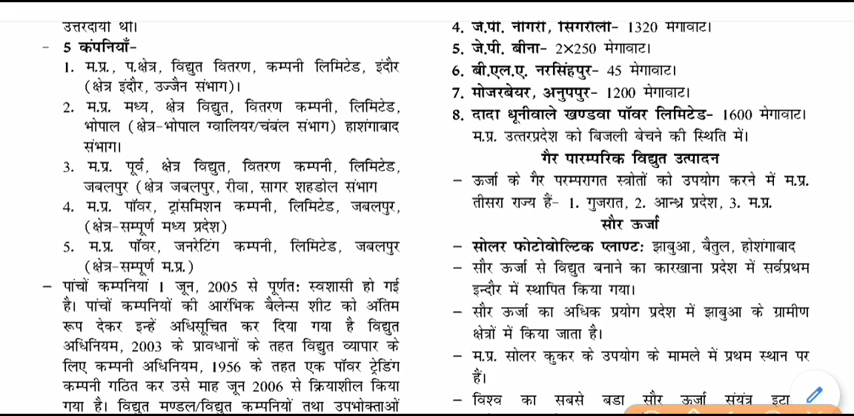 उत्तरदायी थी।
- 5 कंपनियाँ-
1. म.प्र., प.क्षेत्र, विद्युत वितरण, कम्पनी लिमिटेड, इंदौर
(क्षेत्र इंदौर, उज्जैन संभाग)।
2. म.प्र. मध्य, क्षेत्र विद्युत, वितरण कम्पनी, लिमिटेड,
भोपाल (क्षेत्र-भोपाल ग्वालियर/चंबंल संभाग) हाशंगाबाद
संभाग।
3. म.प्र. पूर्व, क्षेत्र विद्युत, वितरण कम्पनी, लिमिटेड,
जबलपुर (क्षेत्र जबलपुर, रीवा, सागर शहडोल संभाग
4. म.प्र. पॉवर, ट्रांसमिशन कम्पनी, लिमिटेड, जबलपुर,
(क्षेत्र-सम्पूर्ण मध्य प्रदेश)
5. म.प्र. पॉवर, जनरेटिंग कम्पनी, लिमिटेड, जबलपुर
(क्षेत्र-सम्पूर्ण म.प्र.)
- पांचों कम्पनियां 1 जून, 2005 से पूर्णत: स्वशासी हो गई
है। पांचों कम्पनियों की आरंभिक बैलेन्स शीट को अंतिम
रूप देकर इन्हें अधिसूचित कर दिया गया है विद्युत
अधिनियम, 2003 के प्रावधानों के तहत विद्युत व्यापार के
लिए कम्पनी अधिनियम, 1956 के तहत एक पॉवर ट्रेडिंग
कम्पनी गठित कर उसे माह जून 2006 से क्रियाशील किया
गया है। विद्युत मण्डल/विद्युत कम्पनियों तथा उपभोक्ताओं
4. जे.पी. नीगरी, सिंगरौली- 1320 मेगावाट।
5. जे.पी. बीना- 2×250 मेगावाट।
6. बी.एल.ए. नरसिंहपुर- 45 मेगावाट।
7. मोजरबेयर, अनुपपुर- 1200 मेगावाट।
8. दादा धूनीवाले खण्डवा पॉवर लिमिटेड- 1600 मेगावाट।
म.प्र. उत्तरप्रदेश को बिजली बेचने की स्थिति में।
गैर पारम्परिक विद्युत उत्पादन
- ऊर्जा के गैर परम्परागत स्त्रोतों को उपयोग करने में म.प्र.
तीसरा राज्य हैं- 1. गुजरात, 2. आन्ध्र प्रदेश, 3. म.प्र.
सौर ऊर्जा
- सोलर फोटोवोल्टिक प्लाण्ट: झाबुआ, बैतुल, होशंगाबाद
- सौर ऊर्जा से विद्युत बनाने का कारखाना प्रदेश में सर्वप्रथम
इन्दौर में स्थापित किया गया।
- सौर ऊर्जा का अधिक प्रयोग प्रदेश में झाबुआ के ग्रामीण
क्षेत्रों में किया जाता है।
- म.प्र. सोलर कुकर के उपयोग के मामले में प्रथम स्थान पर
हैं।
- विश्व का सबसे बडा सौर ऊर्जा संयंत्र इटा